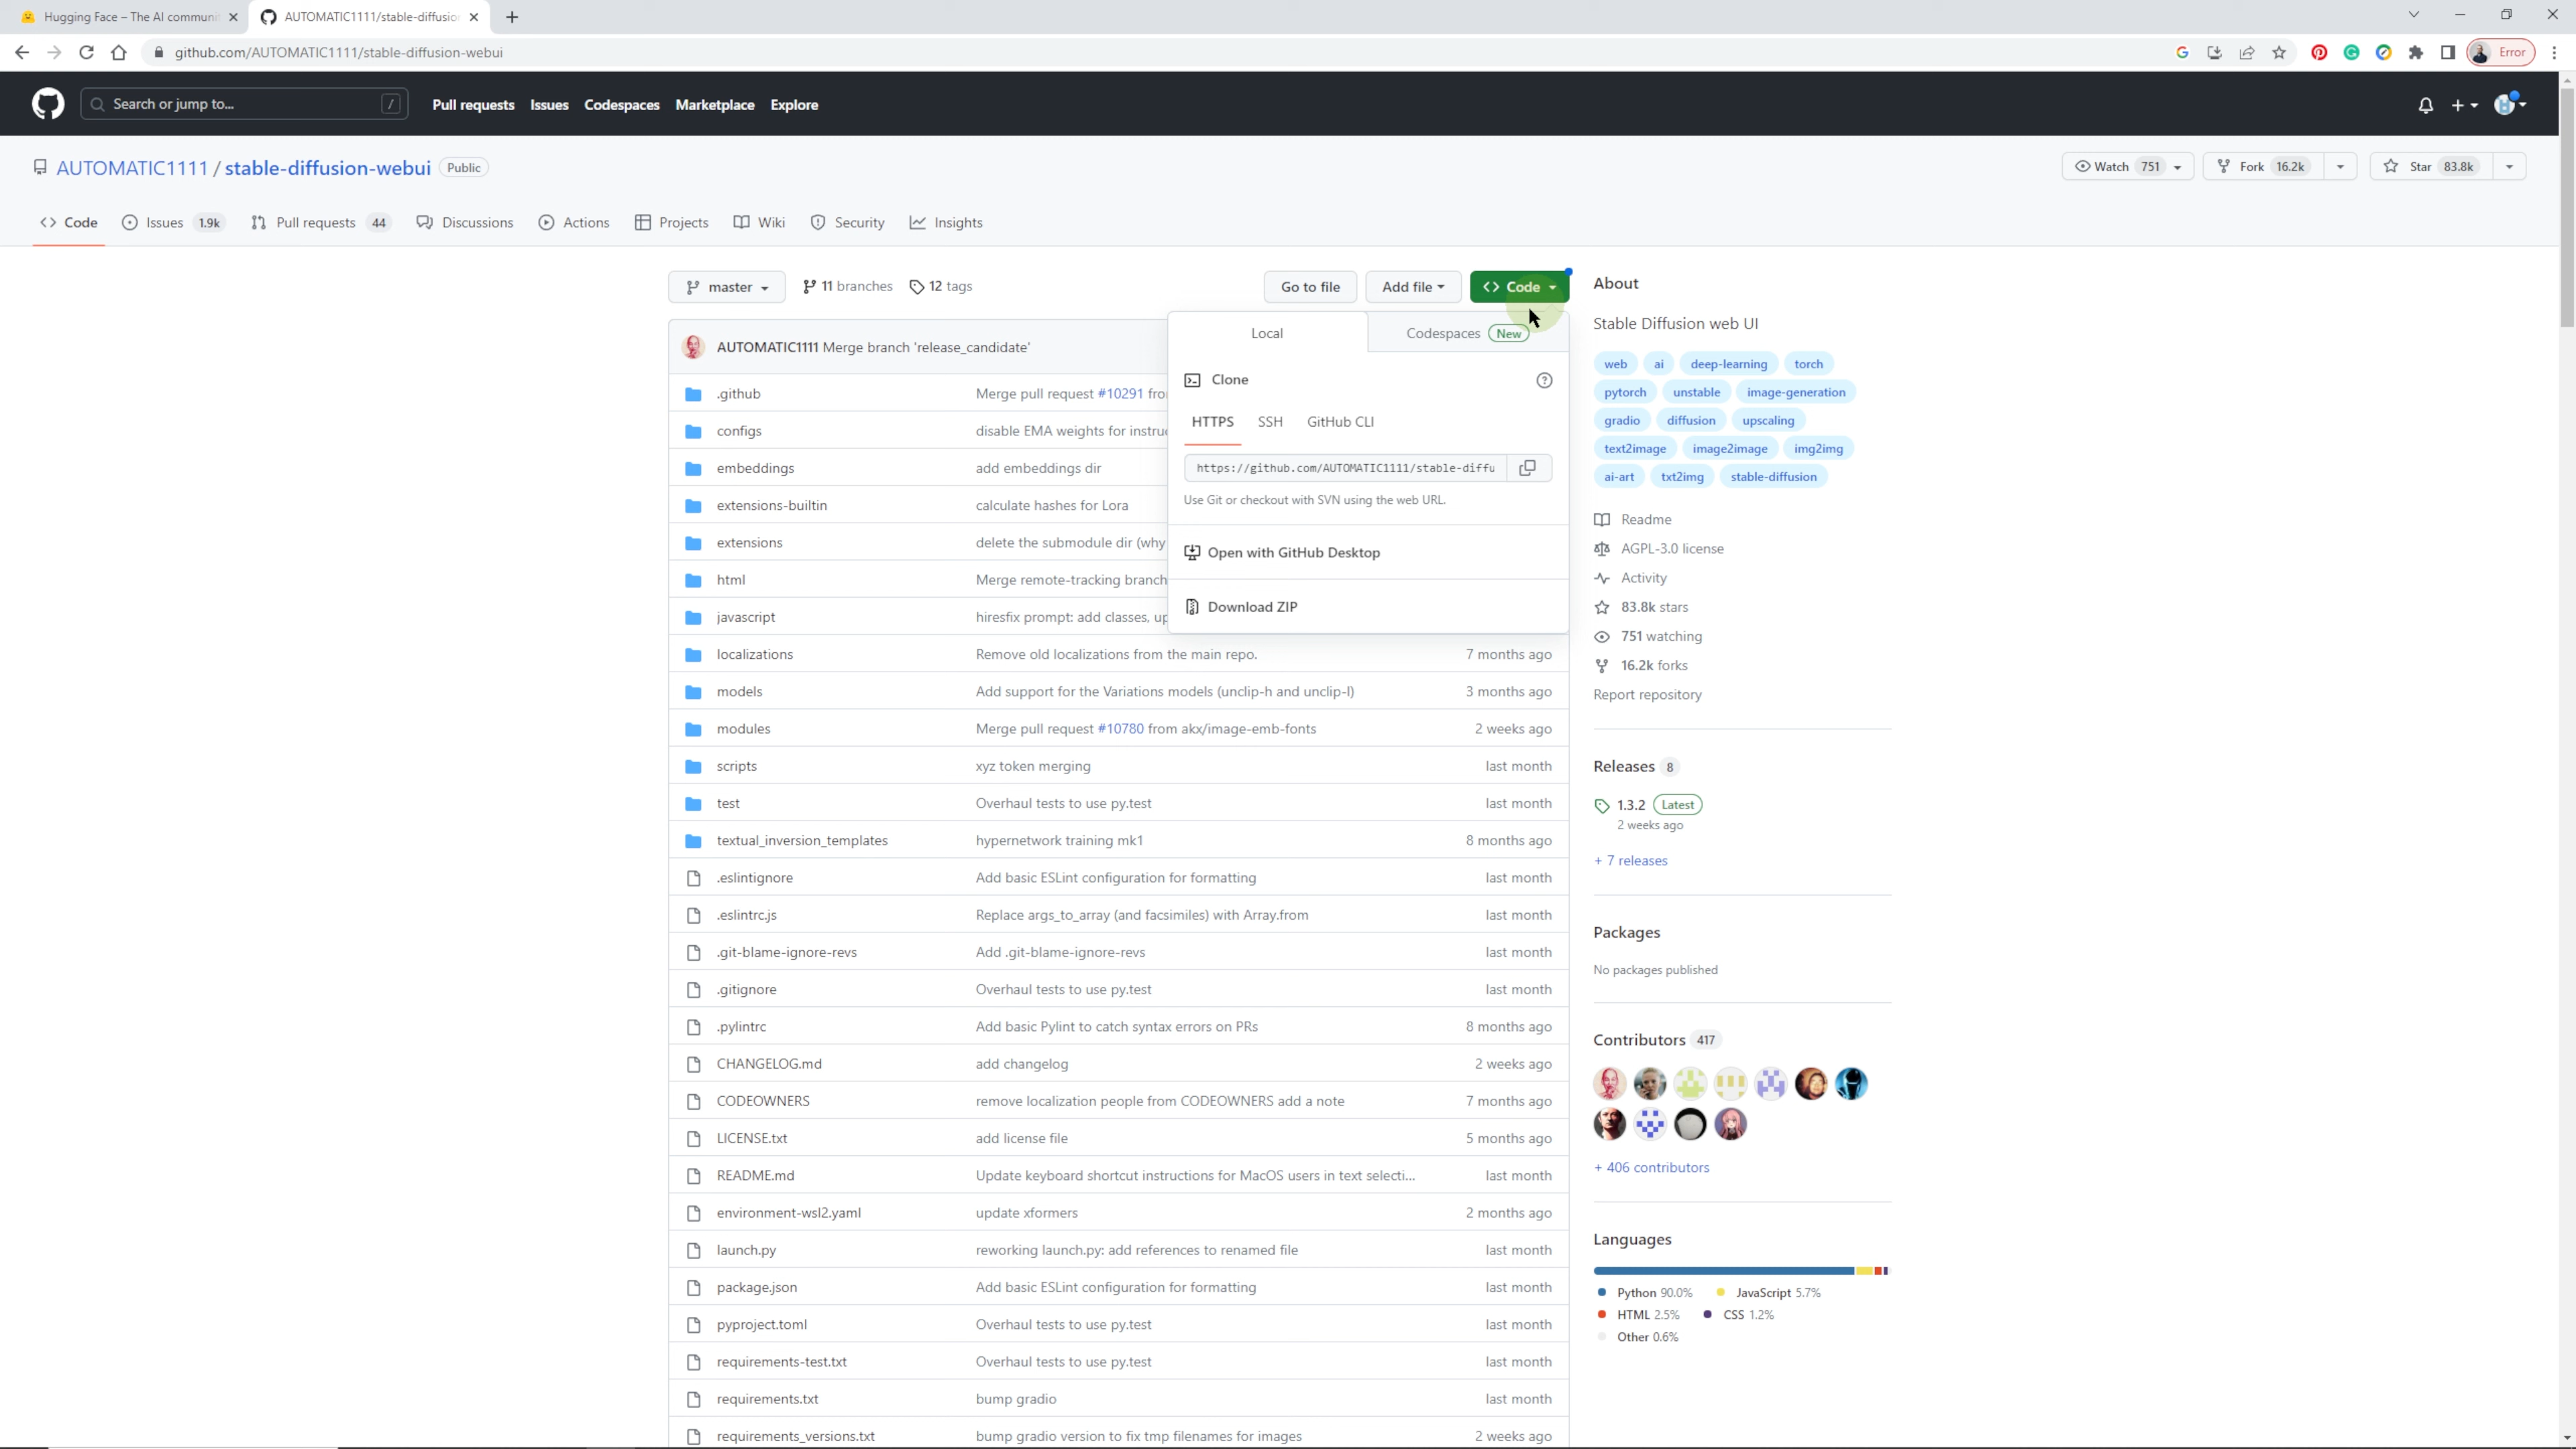 Hugging Face – The AI communi
AUTOMATIC1111/stable-diffusio
github.com/AUTOMATIC1111/stable-diffusion-webui
Error
Search or jump to...
/
Pull requests
Issues
Codespaces
Marketplace
Explore
AUTOMATIC1111 / stable-diffusion-webui Public
Watch 751
Fork 16.2k
Star 83.8k
Code
Issues 1.9k
Pull requests 44
Discussions
Actions
Projects
Wiki
Security
Insights
master
11 branches
12 tags
Go to file
Add file
Code
AUTOMATIC1111 Merge branch 'release_candidate'
Local
Codespaces New
Clone
HTTPS SSH GitHub CLI
https://github.com/AUTOMATIC1111/stable-diffu
Use Git or checkout with SVN using the web URL.
Open with GitHub Desktop
Download ZIP
.github Merge pull request #10291 fro
configs disable EMA weights for instruc
embeddings add embeddings dir
extensions-builtin calculate hashes for Lora
extensions delete the submodule dir (why
html Merge remote-tracking branch
javascript hiresfix prompt: add classes, up
localizations Remove old localizations from the main repo. 7 months ago
models Add support for the Variations models (unclip-h and unclip-l) 3 months ago
modules Merge pull request #10780 from akx/image-emb-fonts 2 weeks ago
scripts xyz token merging last month
test Overhaul tests to use py.test last month
textual_inversion_templates hypernetwork training mk1 8 months ago
.eslintignore Add basic ESLint configuration for formatting last month
.eslintrc.js Replace args_to_array (and facsimiles) with Array.from last month
.git-blame-ignore-revs Add .git-blame-ignore-revs last month
.gitignore Overhaul tests to use py.test last month
.pylintrc Add basic Pylint to catch syntax errors on PRs 8 months ago
CHANGELOG.md add changelog 2 weeks ago
CODEOWNERS remove localization people from CODEOWNERS add a note 7 months ago
LICENSE.txt add license file 5 months ago
README.md Update keyboard shortcut instructions for MacOS users in text selecti... last month
environment-wsl2.yaml update xformers 2 months ago
launch.py reworking launch.py: add references to renamed file last month
package.json Add basic ESLint configuration for formatting last month
pyproject.toml Overhaul tests to use py.test last month
requirements-test.txt Overhaul tests to use py.test last month
requirements.txt bump gradio last month
requirements_versions.txt bump gradio version to fix tmp filenames for images 2 weeks ago
About
Stable Diffusion web UI
web ai deep-learning torch
pytorch unstable image-generation
gradio diffusion upscaling
text2image image2image img2img
ai-art txt2img stable-diffusion
Readme
AGPL-3.0 license
Activity
83.8k stars
751 watching
16.2k forks
Report repository
Releases 8
1.3.2 Latest
2 weeks ago
+ 7 releases
Packages
No packages published
Contributors 417
+ 406 contributors
Languages
Python 90.0% JavaScript 5.7%
HTML 2.5% CSS 1.2%
Other 0.6%